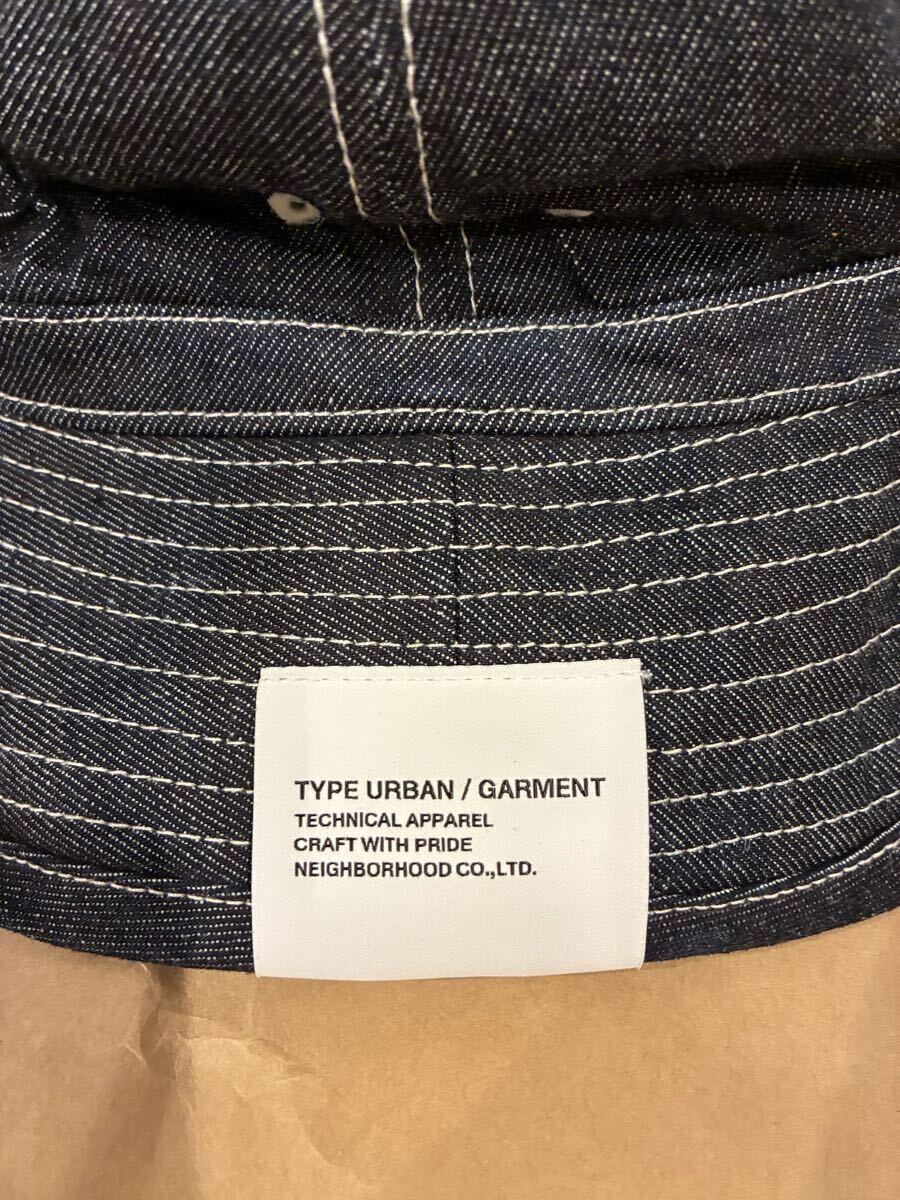 TYPE URBAN / GARMENT
TECHNICAL APPAREL
CRAFT WITH PRIDE
NEIGHBORHOOD CO.,LTD.